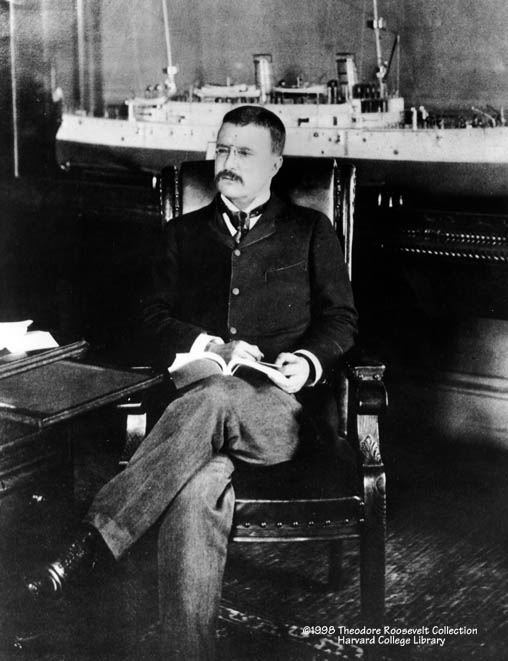 ©1998 Theodore Roosevelt Collection
Harvard College Library